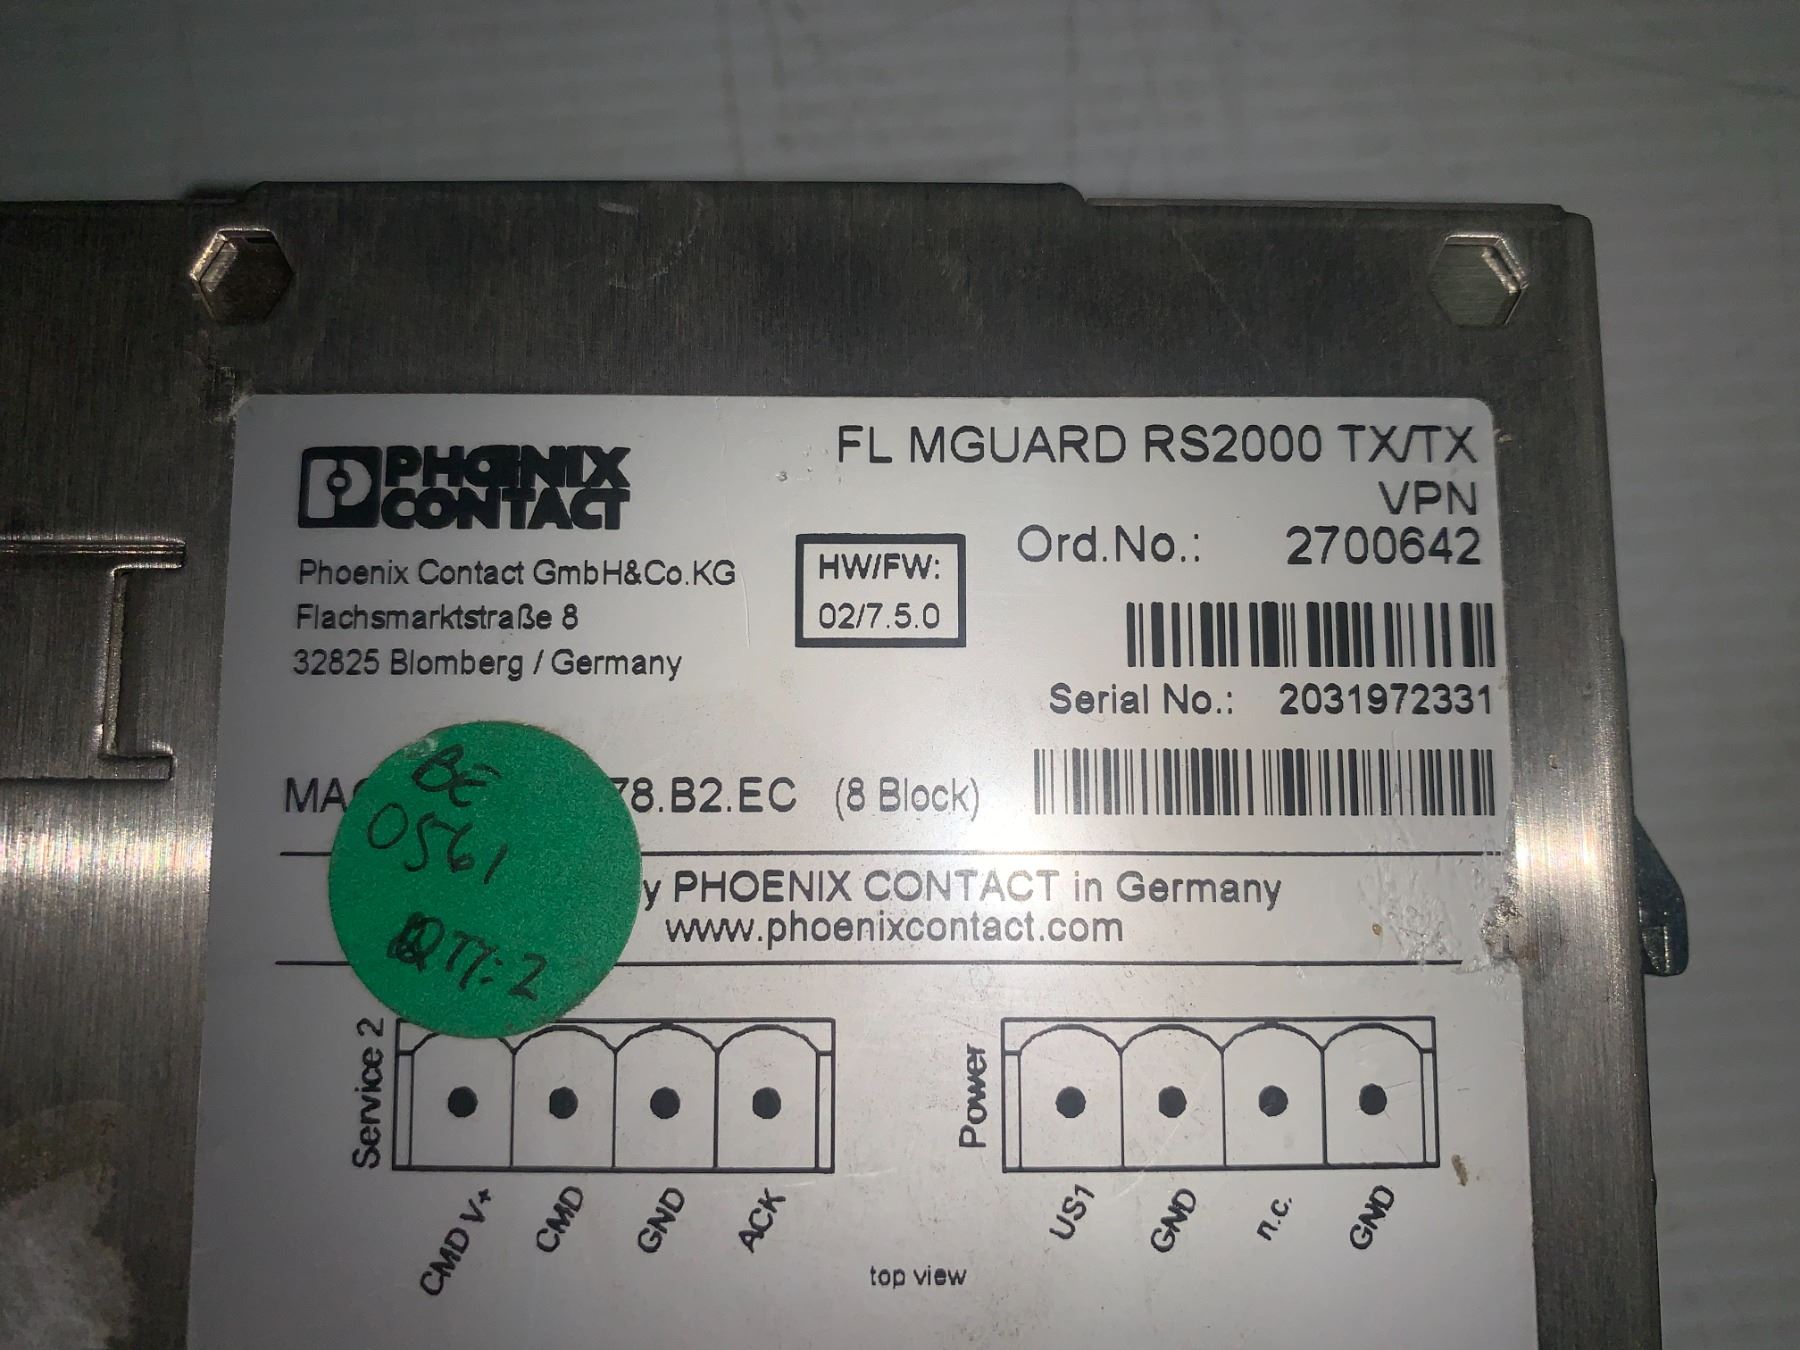 PHOENIX
CONTACT
FL MGUARD RS2000 TX/TX
VPN
Ord.No.: 2700642
Phoenix Contact GmbH&Co.KG
Flachsmarktstraße 8
32825 Blomberg / Germany
HW/FW:
02/7.5.0
Serial No.: 2031972331
MA 78.B2.EC (8 Block)
BE
0561
QTY: 2
y PHOENIX CONTACT in Germany
www.phoenixcontact.com
Service 2
CMD V+
CMD
GND
ACK
Power
US1
GND
n.c.
GND
top view